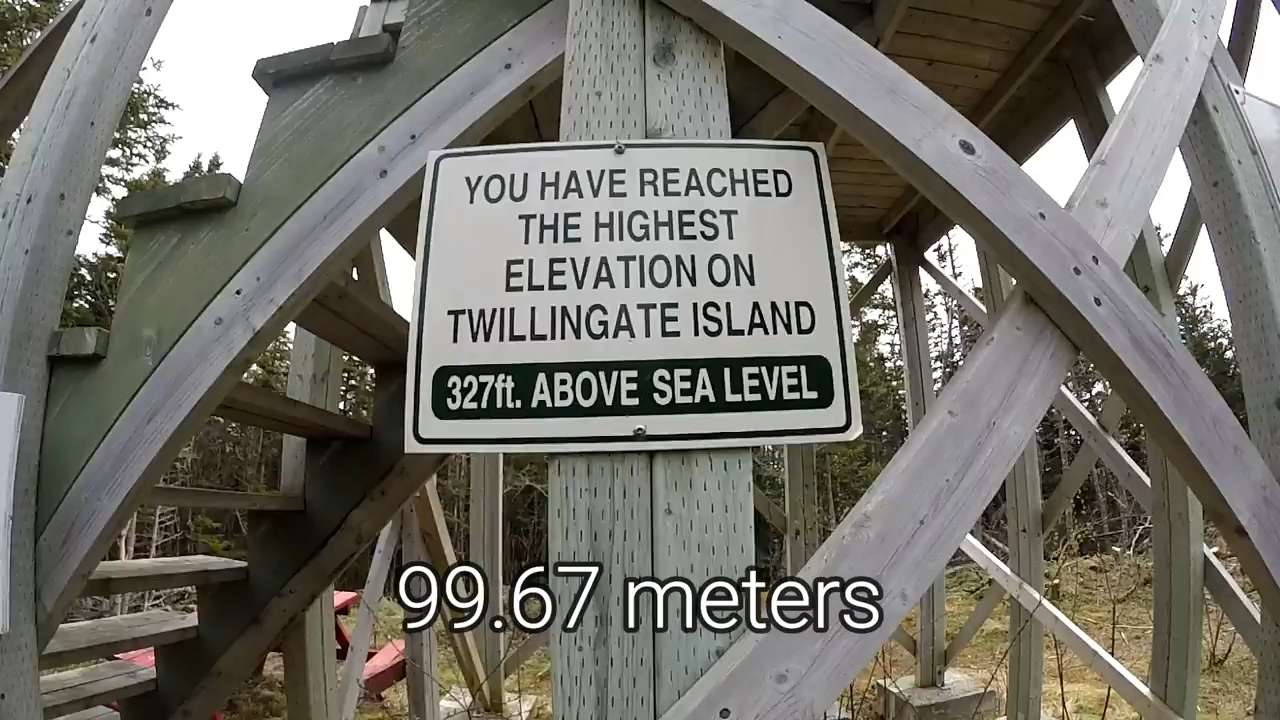 YOU HAVE REACHED
THE HIGHEST
ELEVATION ON
TWILLINGATE ISLAND
327ft. ABOVE SEA LEVEL
99.67 meters